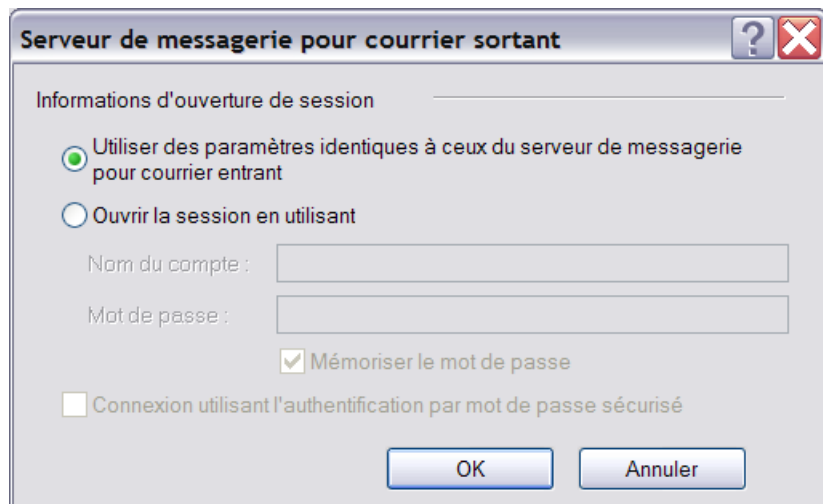 Serveur de messagerie pour courrier sortant
Informations d'ouverture de session
Utiliser des paramètres identiques à ceux du serveur de messagerie
pour courrier entrant
Ouvrir la session en utilisant
Nom du compte :
Mot de passe :
Mémoriser le mot de passe
Connexion utilisant l'authentification par mot de passe sécurisé
OK Annuler